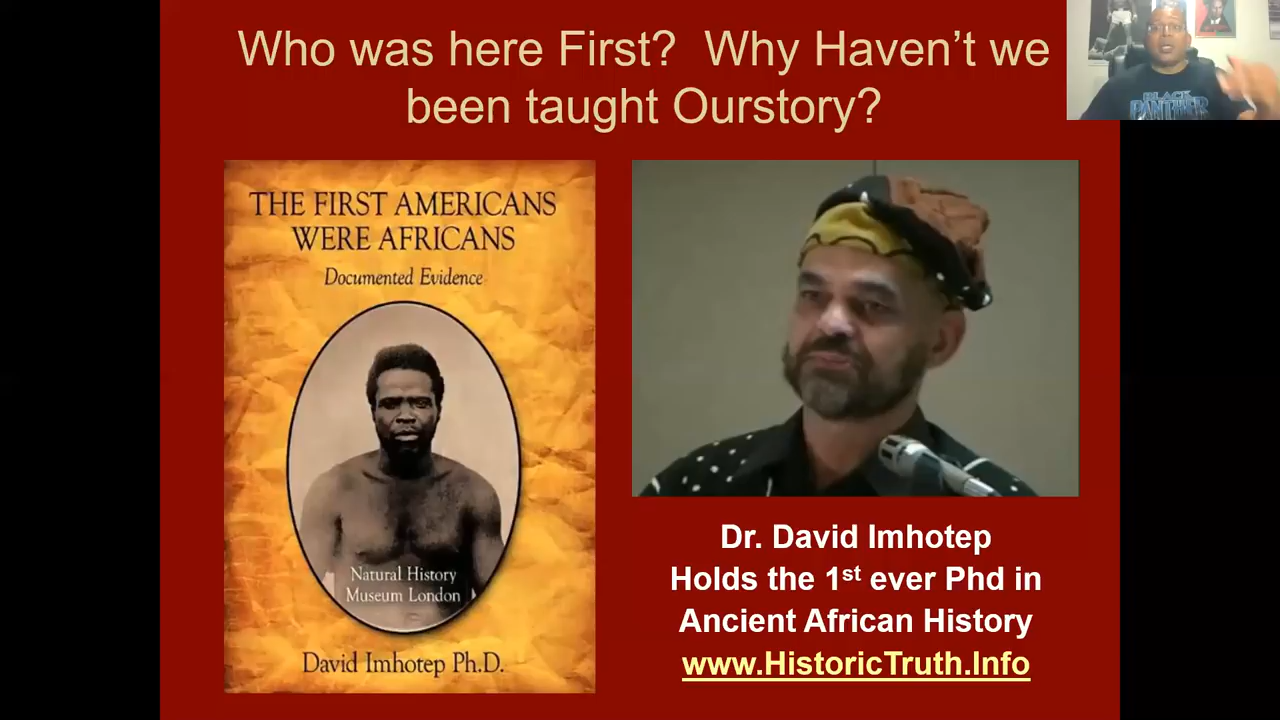 Who was here First?  Why Haven’t we
been taught Ourstory?
BLACK
PANTHER
THE FIRST AMERICANS
WERE AFRICANS
Documented Evidence
Natural History
Museum London
David Imhotep Ph.D.
Dr. David Imhotep
Holds the 1st ever Phd in
Ancient African History
www.HistoricTruth.Info